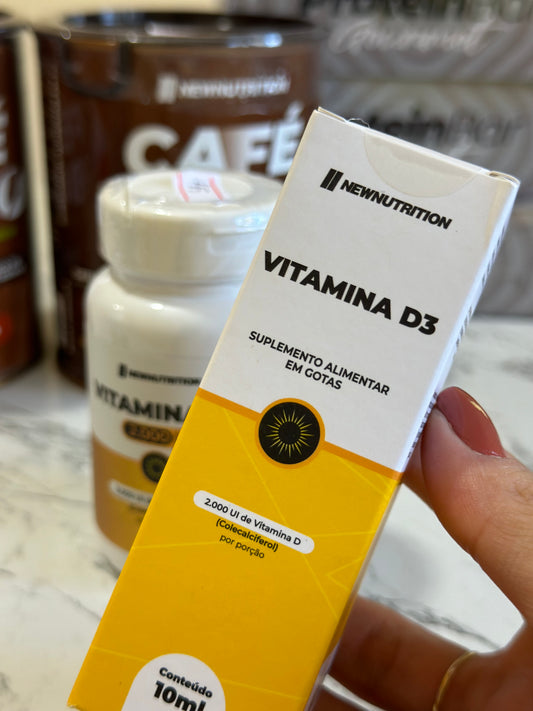 NEWNUTRITION
CAFÉ
NEWNUTRITION
VITAMINA D3
SUPLEMENTO ALIMENTAR
EM GOTAS
2.000 UI de Vitamina D
(Colecalciferol)
por porção
Conteúdo
10ml
NEWNUTRITION
VITAMINA
2.000